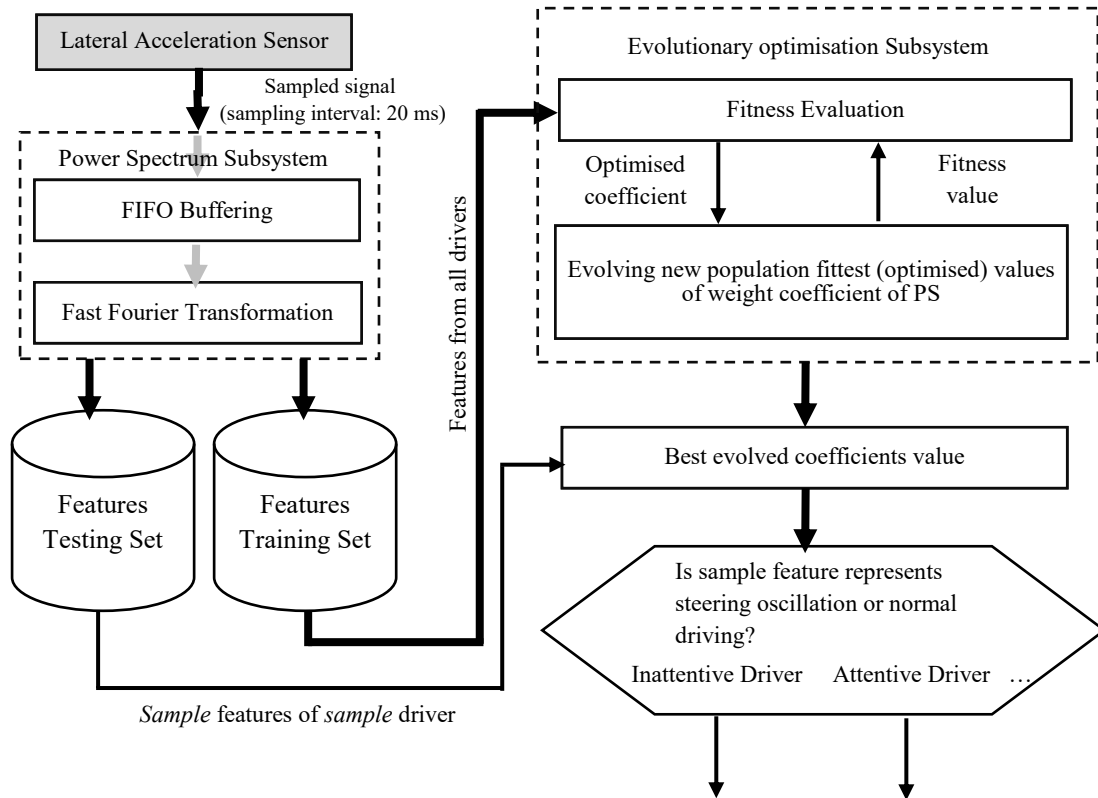 Lateral Acceleration Sensor
Sampled signal
(sampling interval: 20 ms)
Power Spectrum Subsystem
FIFO Buffering
Fast Fourier Transformation
Features
Testing Set
Features
Training Set
Sample features of sample driver
Features from all drivers
Evolutionary optimisation Subsystem
Fitness Evaluation
Optimised
coefficient
Fitness
value
Evolving new population fittest (optimised) values
of weight coefficient of PS
Best evolved coefficients value
Is sample feature represents
steering oscillation or normal
driving?
Inattentive Driver Attentive Driver …